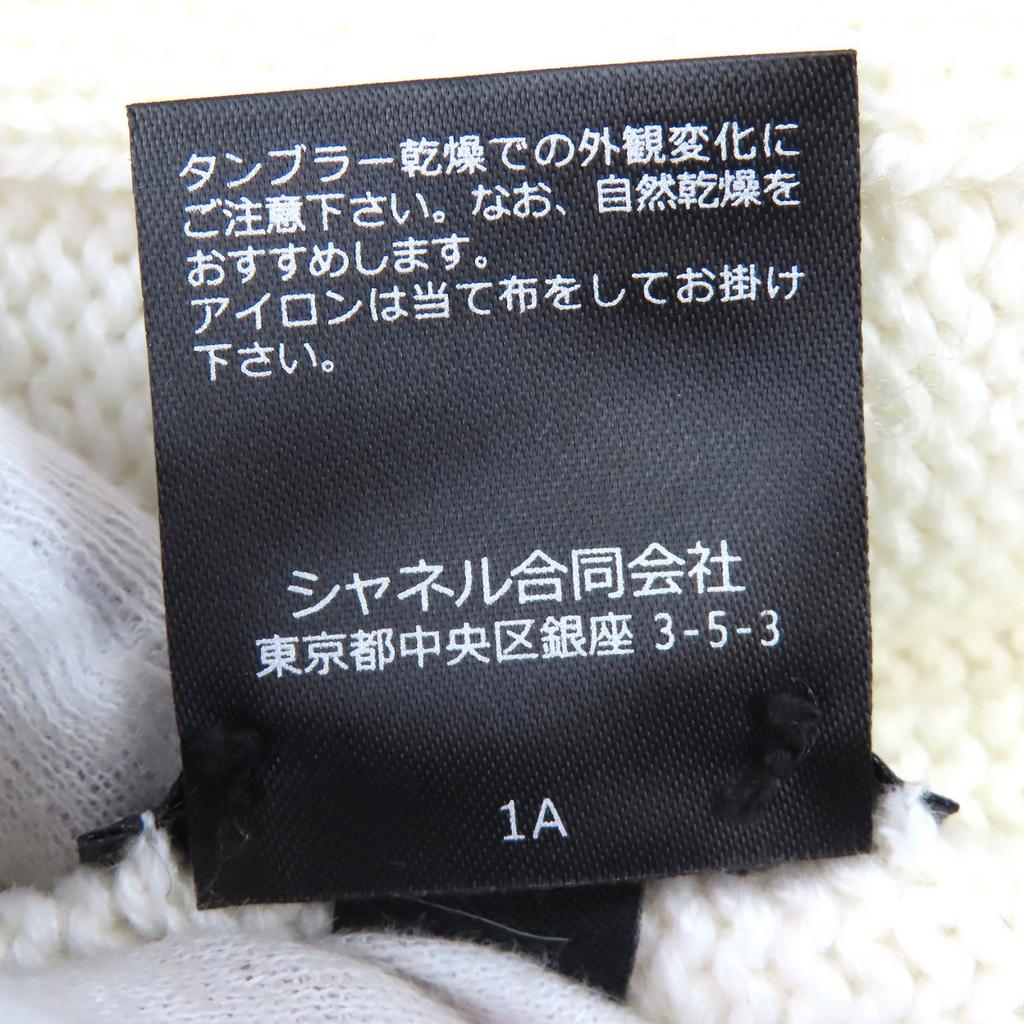 タンブラー乾燥での外観変化に
ご注意下さい。なお、自然乾燥を
おすすめします。
アイロンは当て布をしてお掛け
下さい。
シャネル合同会社
東京都中央区銀座 3-5-3
1A